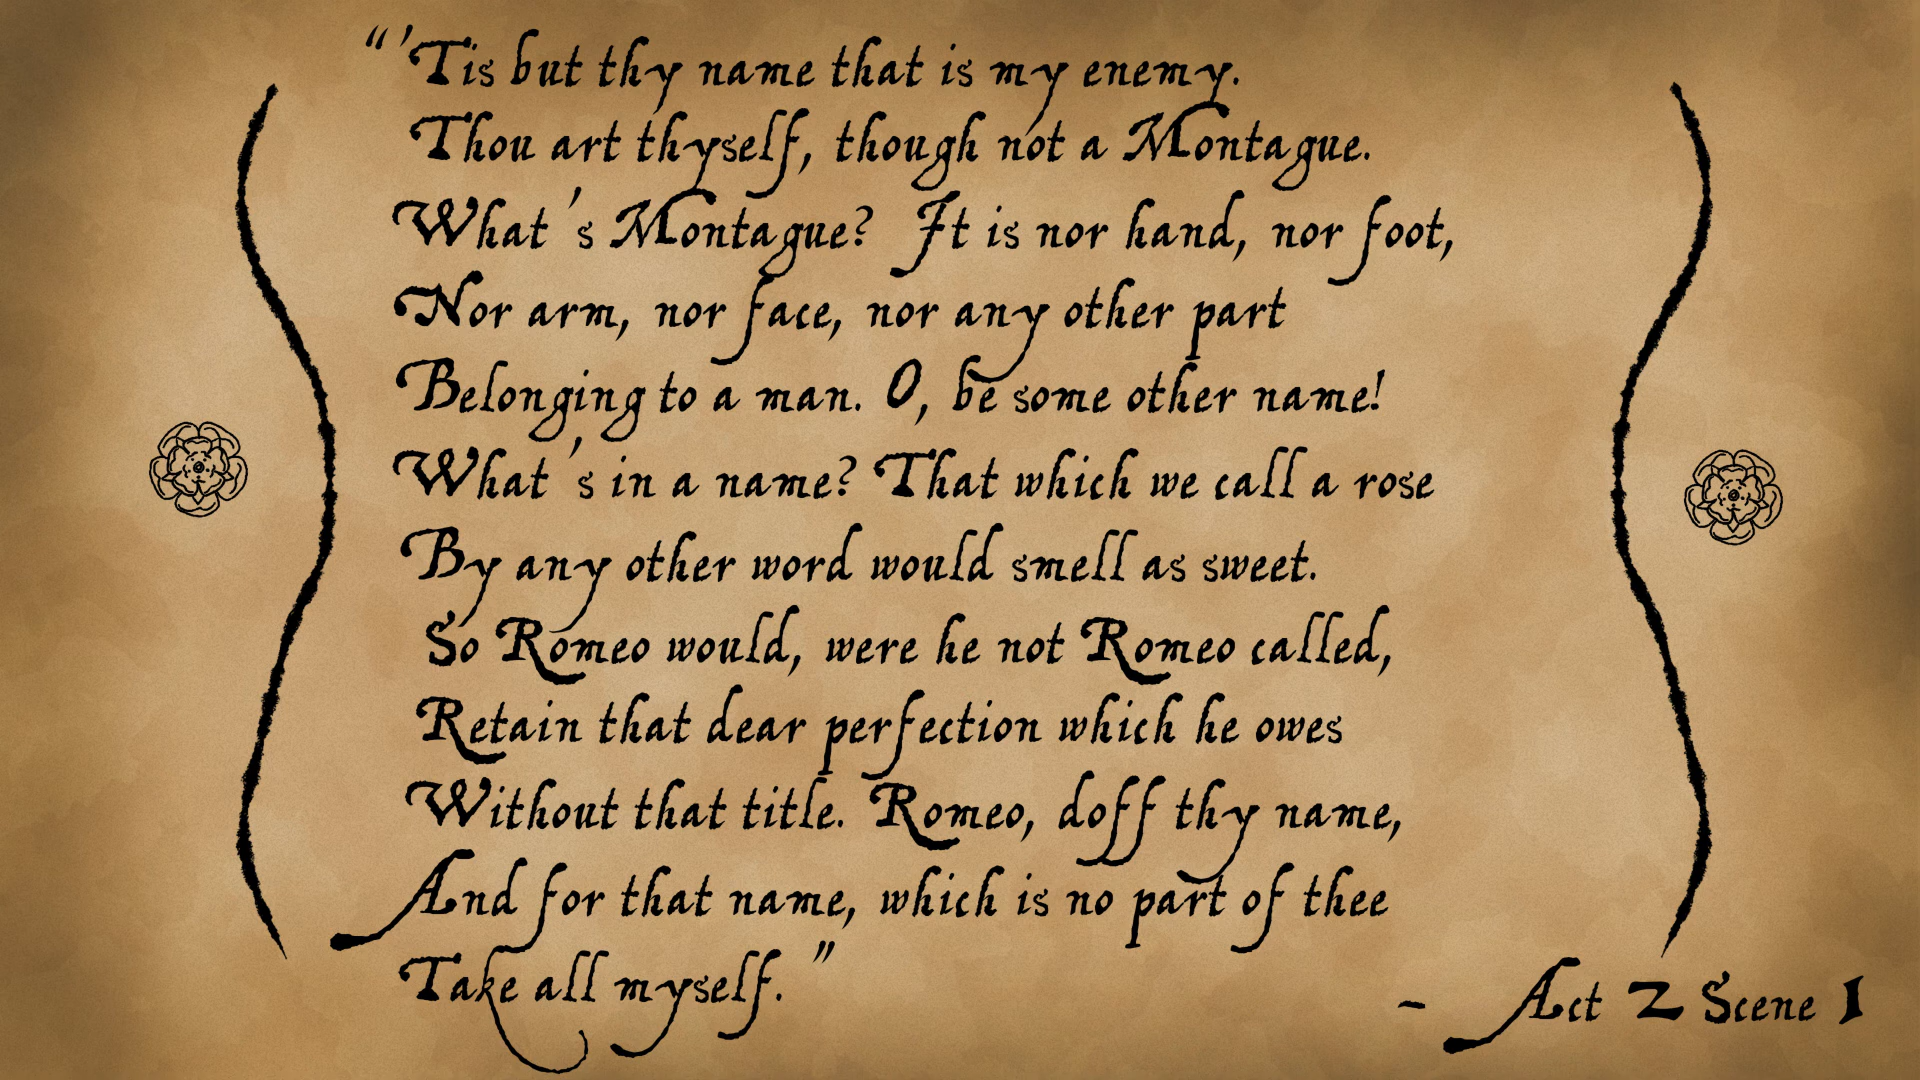 “'Tis but thy name that is my enemy.
Thou art thyself, though not a Montague.
What's Montague? It is nor hand, nor foot,
Nor arm, nor face, nor any other part
Belonging to a man. O, be some other name!
What's in a name? That which we call a rose
By any other word would smell as sweet.
So Romeo would, were he not Romeo called,
Retain that dear perfection which he owes
Without that title. Romeo, doff thy name,
And for that name, which is no part of thee
Take all myself.”
- Act 2 Scene 1